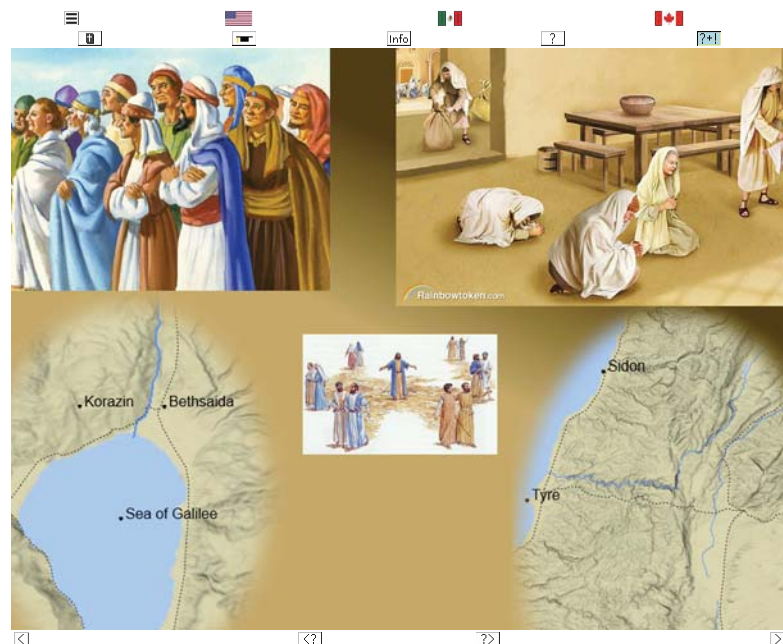 Info
?
?+!
Rainbowtoken.com
Korazin
Bethsaida
Sea of Galilee
Sidon
Tyre
<
<?
?>
>